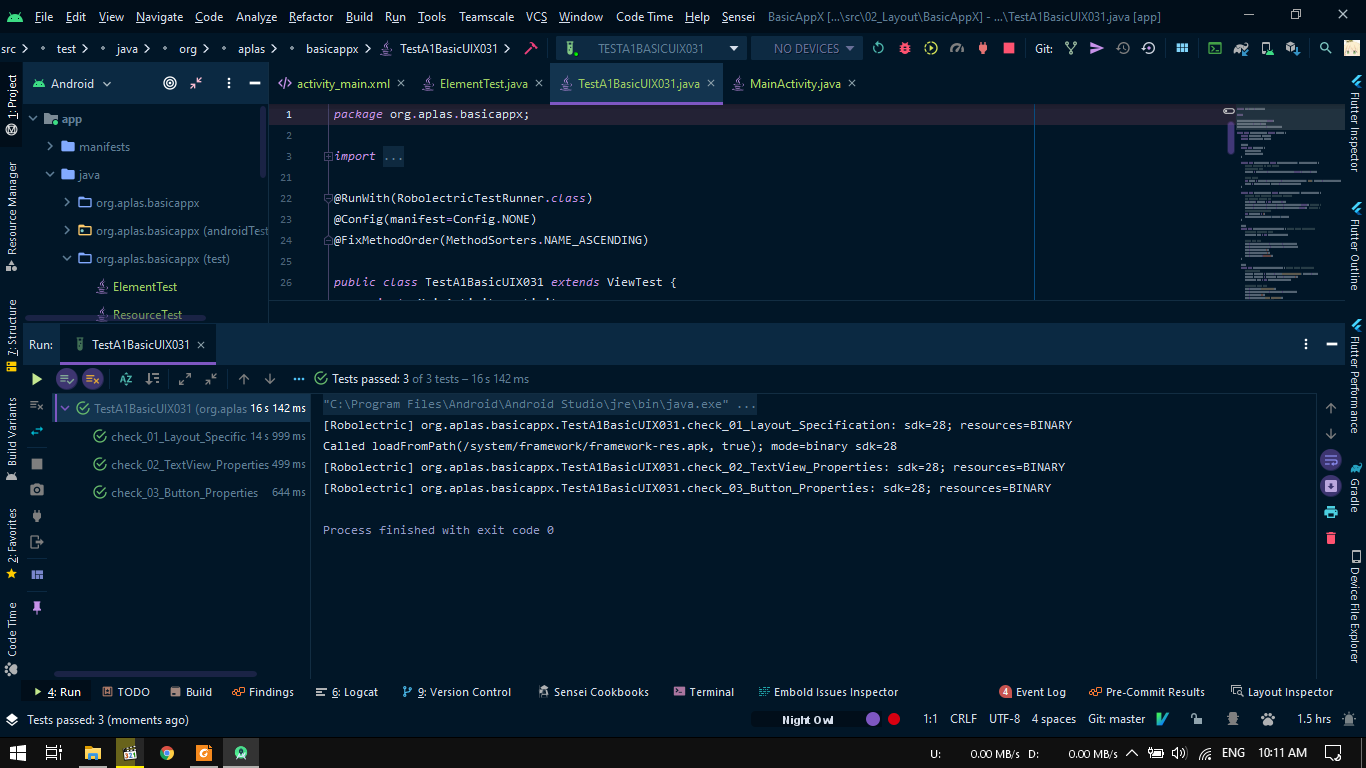 File Edit View Navigate Code Analyze Refactor Build Run Tools Teamscale VCS Window Code Time Help Sensei BasicAppX [...\src\02_Layout\BasicAppX] - ...\TestA1BasicUIX031.java [app]
src test java org aplas basicappx TestA1BasicUIX031 TESTA1BASICUIX031 NO DEVICES Git:
Android activity_main.xml ElementTest.java TestA1BasicUIX031.java MainActivity.java
1: Project
Resource Manager
7: Structure
Build Variants
2: Favorites
Code Time
app
manifests
java
org.aplas.basicappx
org.aplas.basicappx (androidTest
org.aplas.basicappx (test)
ElementTest
ResourceTest
1 package org.aplas.basicappx;
2
3 import ...
21
22 @RunWith(RobolectricTestRunner.class)
23 @Config(manifest=Config.NONE)
24 @FixMethodOrder(MethodSorters.NAME_ASCENDING)
25
26 public class TestA1BasicUIX031 extends ViewTest {
Flutter Inspector
Flutter Outline
Flutter Performance
Gradle
Device File Explorer
Run: TestA1BasicUIX031
Tests passed: 3 of 3 tests – 16 s 142 ms
TestA1BasicUIX031 (org.aplas 16 s 142 ms
check_01_Layout_Specific 14 s 999 ms
check_02_TextView_Properties 499 ms
check_03_Button_Properties 644 ms
"C:\Program Files\Android\Android Studio\jre\bin\java.exe" ...
[Robolectric] org.aplas.basicappx.TestA1BasicUIX031.check_01_Layout_Specification: sdk=28; resources=BINARY
Called loadFromPath(/system/framework/framework-res.apk, true); mode=binary sdk=28
[Robolectric] org.aplas.basicappx.TestA1BasicUIX031.check_02_TextView_Properties: sdk=28; resources=BINARY
[Robolectric] org.aplas.basicappx.TestA1BasicUIX031.check_03_Button_Properties: sdk=28; resources=BINARY
Process finished with exit code 0
4: Run TODO Build Findings 6: Logcat 9: Version Control Sensei Cookbooks Terminal Embold Issues Inspector 4 Event Log Pre-Commit Results Layout Inspector
Tests passed: 3 (moments ago) Night Owl 1:1 CRLF UTF-8 4 spaces Git: master 1.5 hrs
321 U: 0.00 MB/s D: 0.00 MB/s ENG 10:11 AM